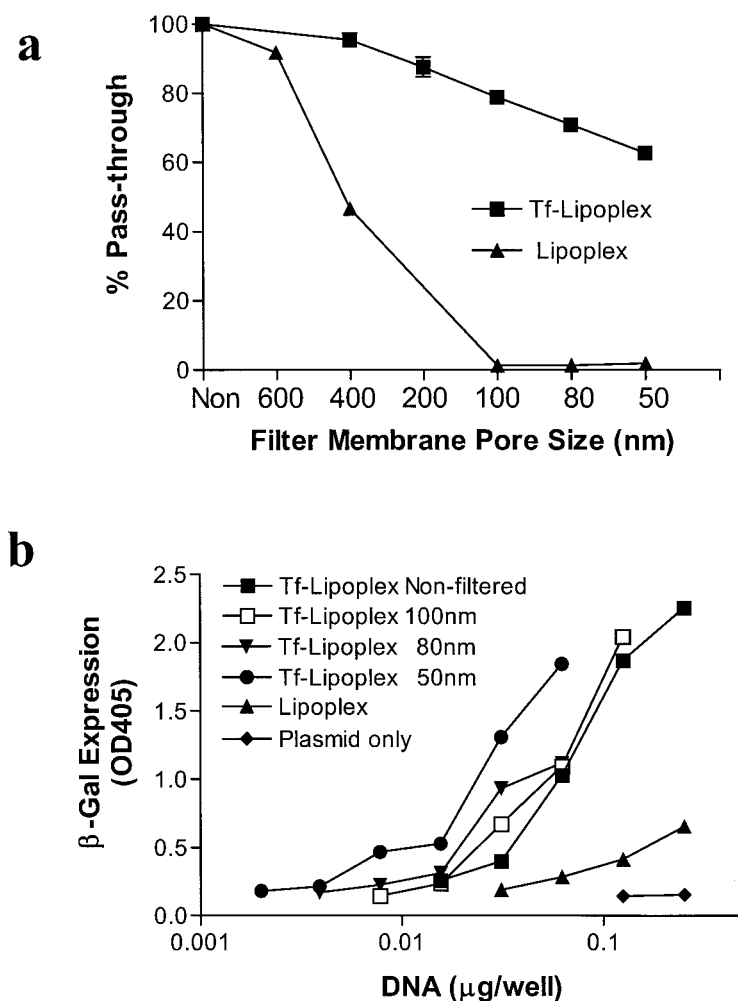 a
100
80
60
40
20
0
% Pass-through
Tf-Lipoplex
Lipoplex
Non 600 400 200 100 80 50
Filter Membrane Pore Size (nm)
b
2.5
2.0
1.5
1.0
0.5
0.0
β-Gal Expression
(OD405)
Tf-Lipoplex Non-filtered
Tf-Lipoplex 100nm
Tf-Lipoplex 80nm
Tf-Lipoplex 50nm
Lipoplex
Plasmid only
0.001 0.01 0.1
DNA (μg/well)